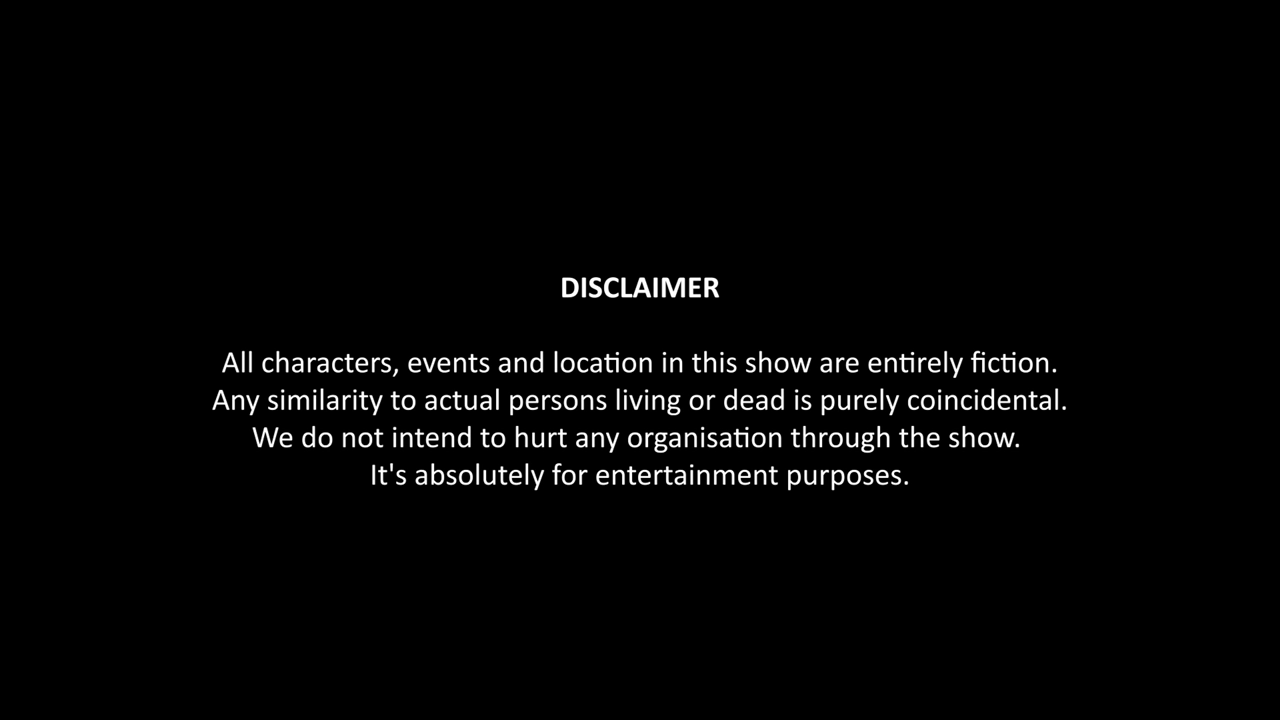 DISCLAIMER
All characters, events and location in this show are entirely fiction.
Any similarity to actual persons living or dead is purely coincidental.
We do not intend to hurt any organisation through the show.
It's absolutely for entertainment purposes.